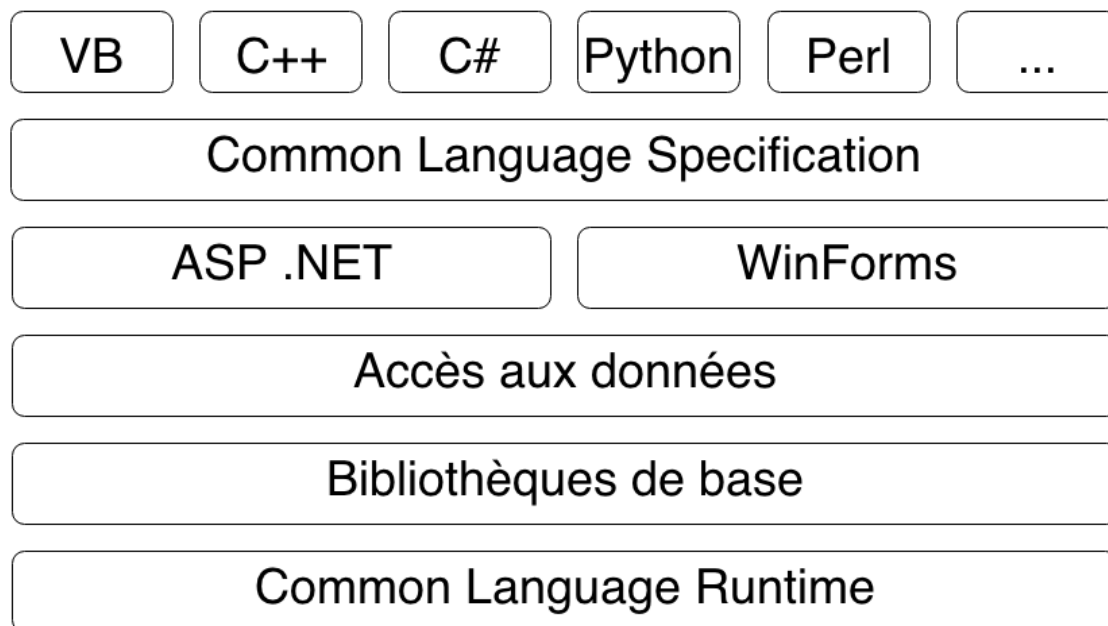 VB C++ C# Python Perl ...
Common Language Specification
ASP .NET WinForms
Accès aux données
Bibliothèques de base
Common Language Runtime